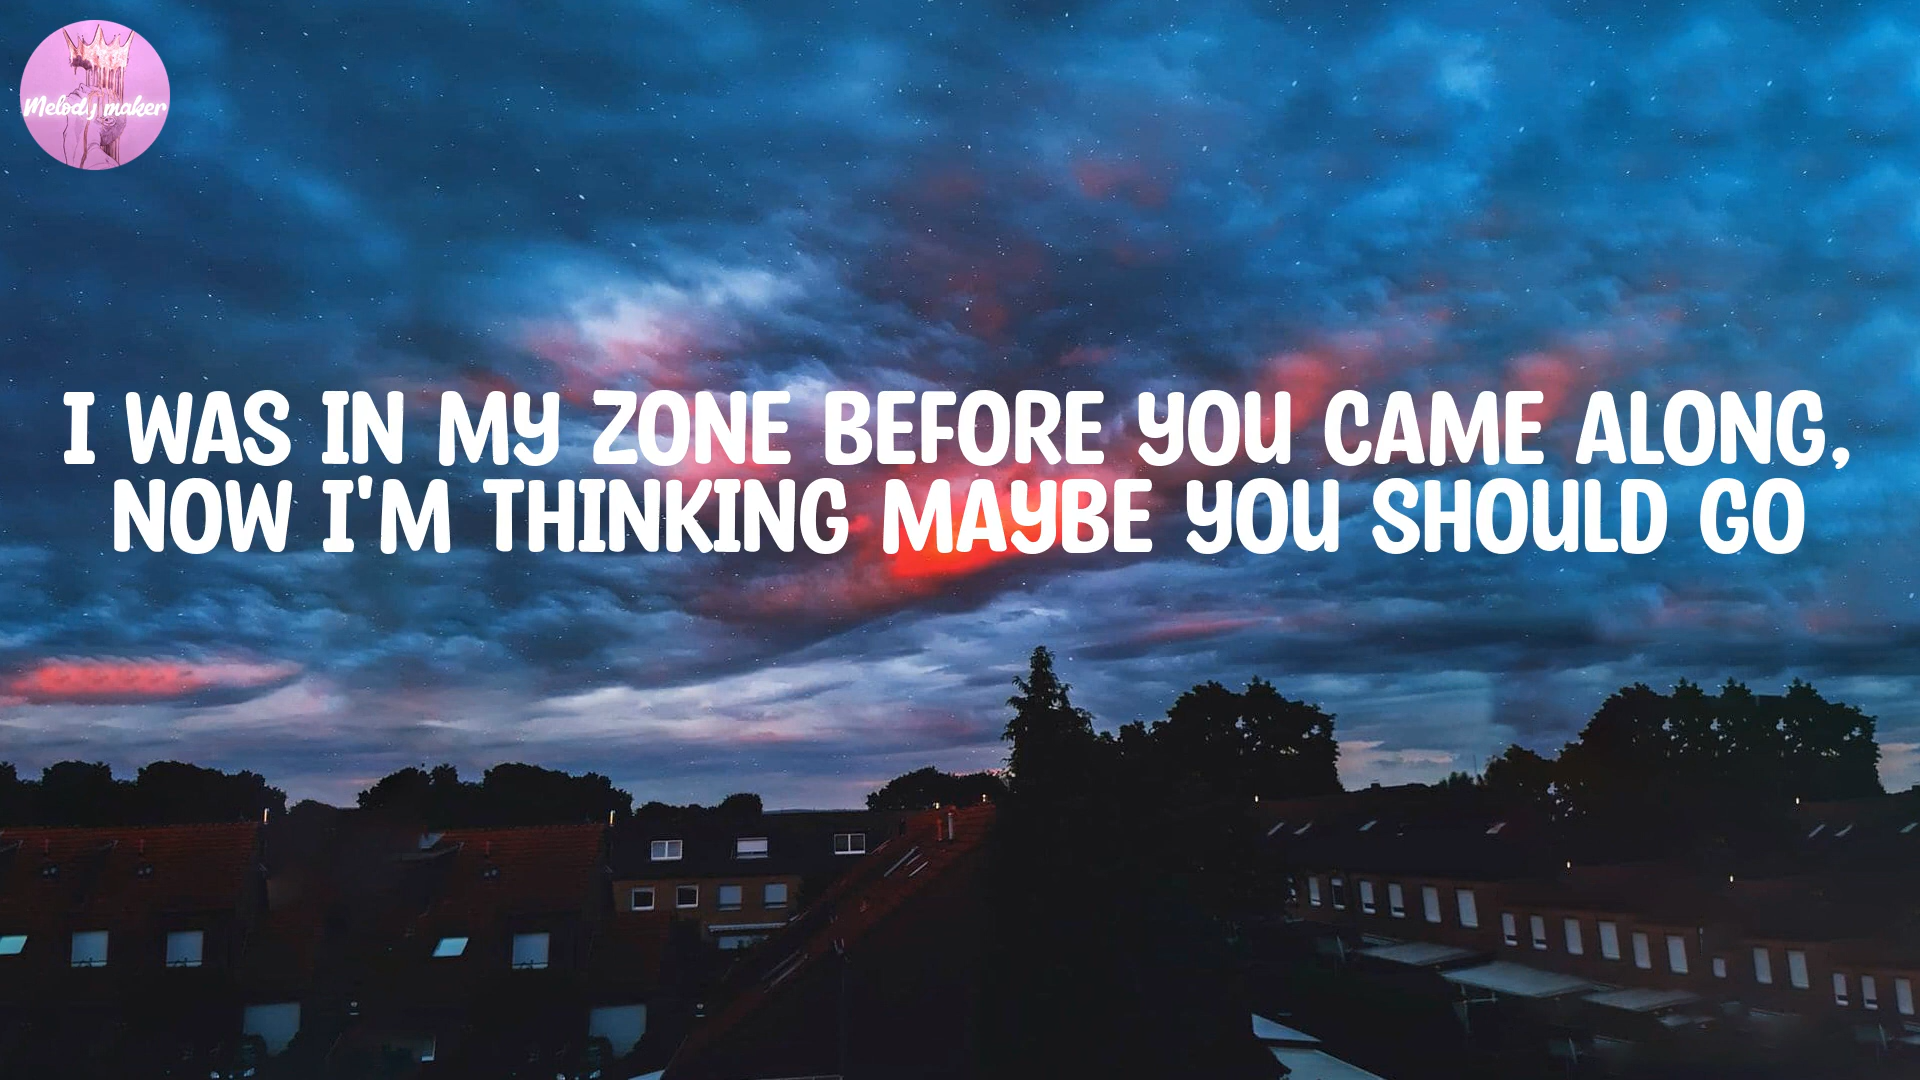 Melody maker
I WAS IN MY ZONE BEFORE YOU CAME ALONG,
NOW I'M THINKING MAYBE YOU SHOULD GO